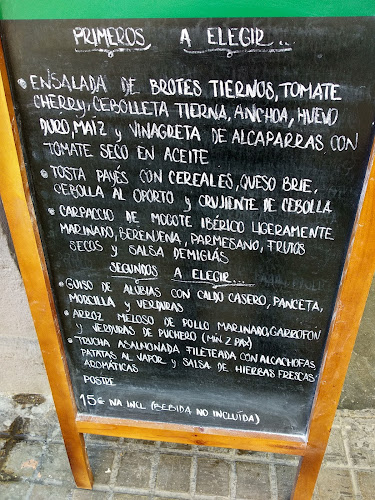 PRIMEROS A ELEGIR...
• ENSALADA DE BROTES TIERNOS, TOMATE
CHERRY, CEBOLLETA TIERNA, ANCHOA, HUEVO
DURO, MAÍZ y VINAGRETA DE ALCAPARRAS CON
TOMATE SECO EN ACEITE
• TOSTA PAYÉS CON CEREALES, QUESO BRIE,
CEBOLLA AL OPORTO y CRUJIENTE DE CEBOLLA
• CARPACCIO DE MOGOTE IBÉRICO LIGERAMENTE
MARINADO, BERENJENA, PARMESANO, FRUTOS
SECOS y SALSA DEMIGLÁS
SEGUNDOS A ELEGIR...
• GUISO DE ALUBIAS CON CALDO CASERO, PANCETA,
MORCILLA y VERDURAS
• ARROZ MELOSO DE POLLO MARINADO, GARROFON
y VERDURAS DE PUCHERO (MÍN 2 PAX)
• TRUCHA ASALMONADA FILETEADA CON ALCACHOFAS
PATATAS AL VAPOR y SALSA DE HIERBAS FRESCAS
AROMÁTICAS
POSTRE
15€ IVA INCL (BEBIDA NO INCLUÍDA)